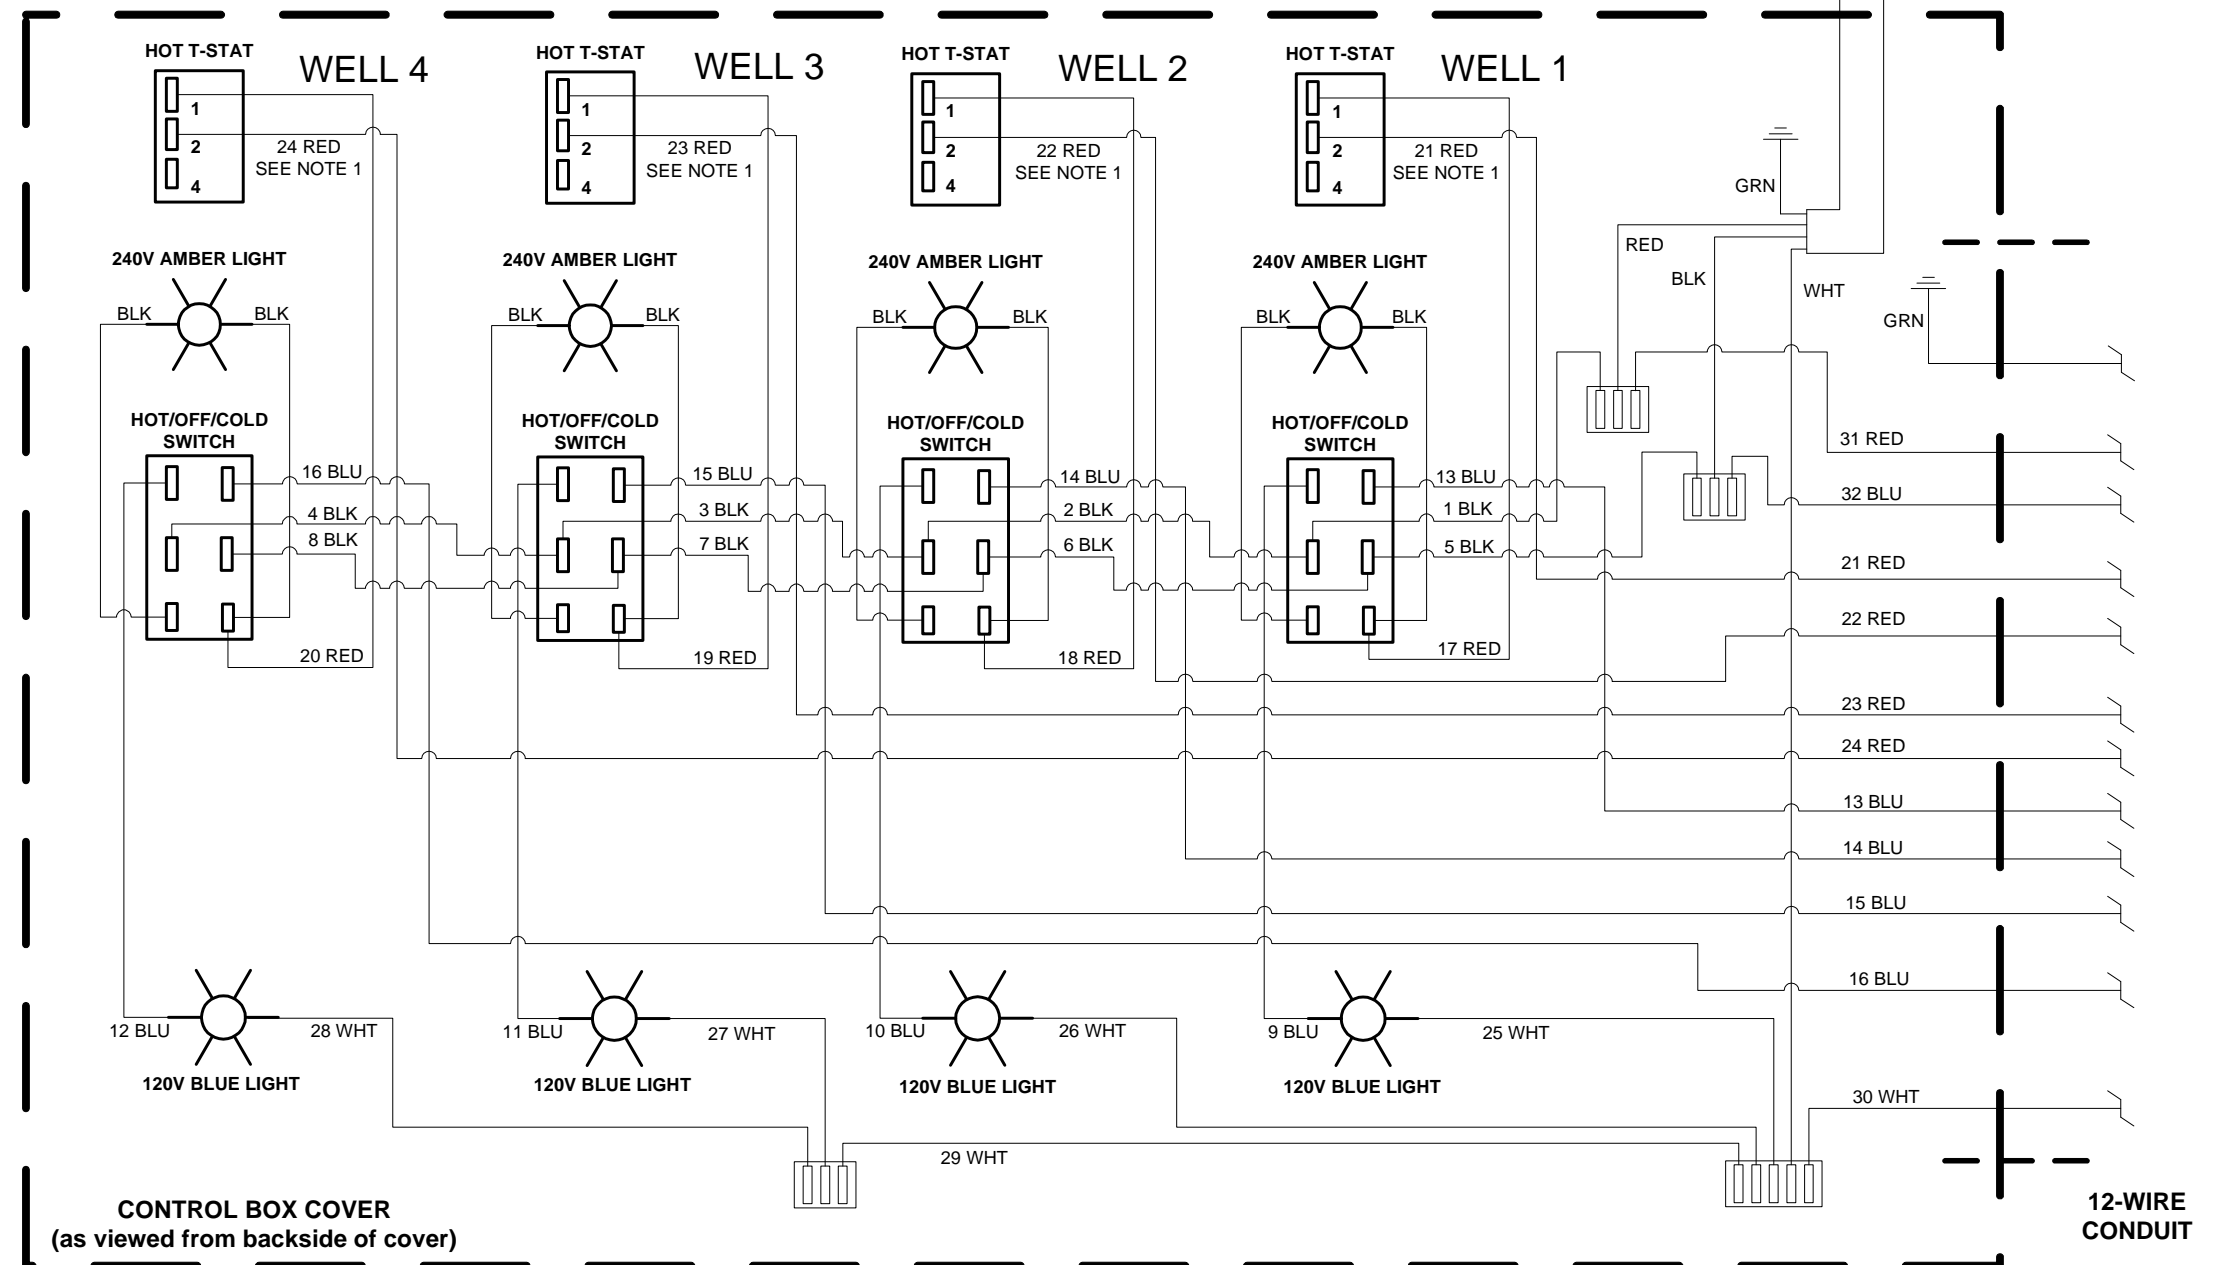 HOT T-STAT
WELL 4
HOT T-STAT
WELL 3
HOT T-STAT
WELL 2
HOT T-STAT
WELL 1
1
2
4
24 RED
SEE NOTE 1
1
2
4
23 RED
SEE NOTE 1
1
2
4
22 RED
SEE NOTE 1
1
2
4
21 RED
SEE NOTE 1
GRN
RED
BLK
WHT
GRN
240V AMBER LIGHT
240V AMBER LIGHT
240V AMBER LIGHT
240V AMBER LIGHT
BLK
BLK
BLK
BLK
BLK
BLK
BLK
BLK
HOT/OFF/COLD
SWITCH
HOT/OFF/COLD
SWITCH
HOT/OFF/COLD
SWITCH
HOT/OFF/COLD
SWITCH
16 BLU
4 BLK
8 BLK
20 RED
15 BLU
3 BLK
7 BLK
19 RED
14 BLU
2 BLK
6 BLK
18 RED
13 BLU
1 BLK
5 BLK
17 RED
31 RED
32 BLU
21 RED
22 RED
23 RED
24 RED
13 BLU
14 BLU
15 BLU
16 BLU
12 BLU
28 WHT
11 BLU
27 WHT
10 BLU
26 WHT
9 BLU
25 WHT
120V BLUE LIGHT
120V BLUE LIGHT
120V BLUE LIGHT
120V BLUE LIGHT
30 WHT
29 WHT
CONTROL BOX COVER
(as viewed from backside of cover)
12-WIRE
CONDUIT